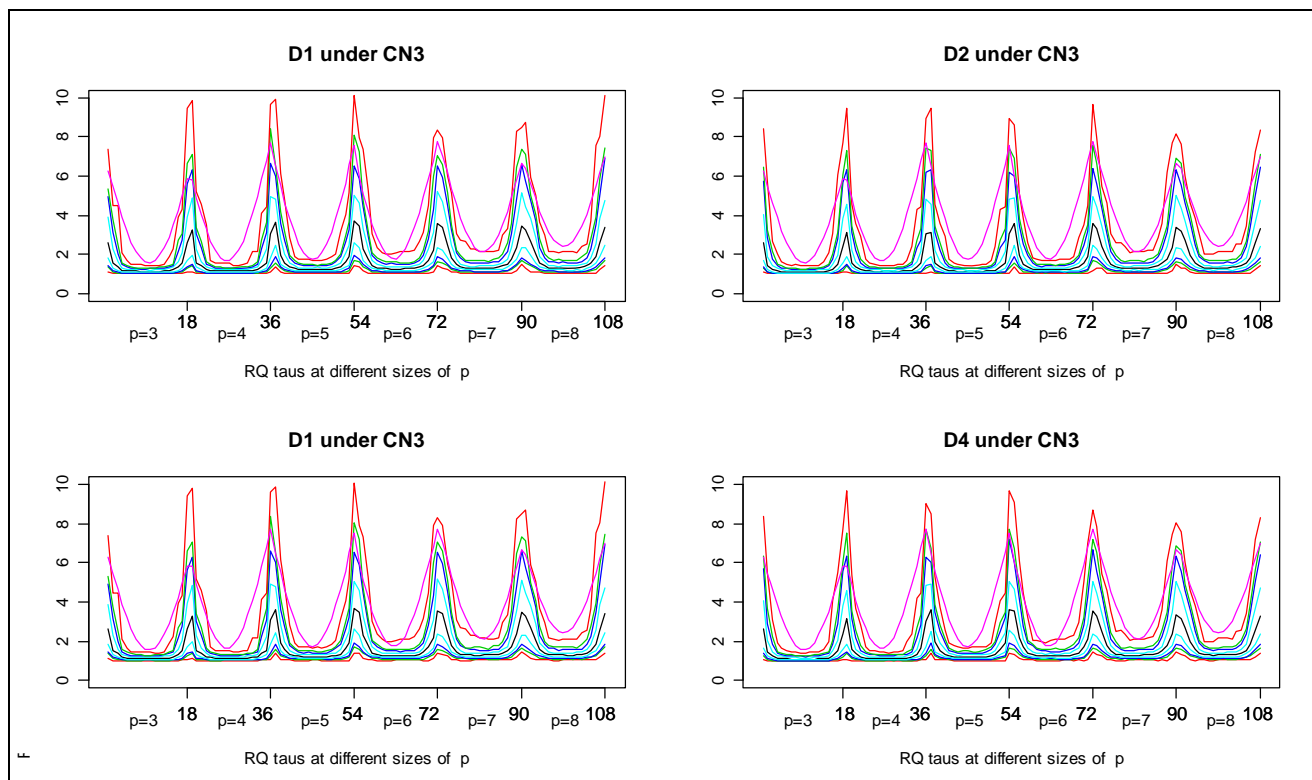 D1 under CN3
10
8
6
4
2
0
18 36 54 72 90 108
p=3 p=4 p=5 p=6 p=7 p=8
RQ taus at different sizes of p
D2 under CN3
10
8
6
4
2
0
18 36 54 72 90 108
p=3 p=4 p=5 p=6 p=7 p=8
RQ taus at different sizes of p
D1 under CN3
10
8
6
4
2
0
18 36 54 72 90 108
p=3 p=4 p=5 p=6 p=7 p=8
RQ taus at different sizes of p
D4 under CN3
10
8
6
4
2
0
18 36 54 72 90 108
p=3 p=4 p=5 p=6 p=7 p=8
RQ taus at different sizes of p
F